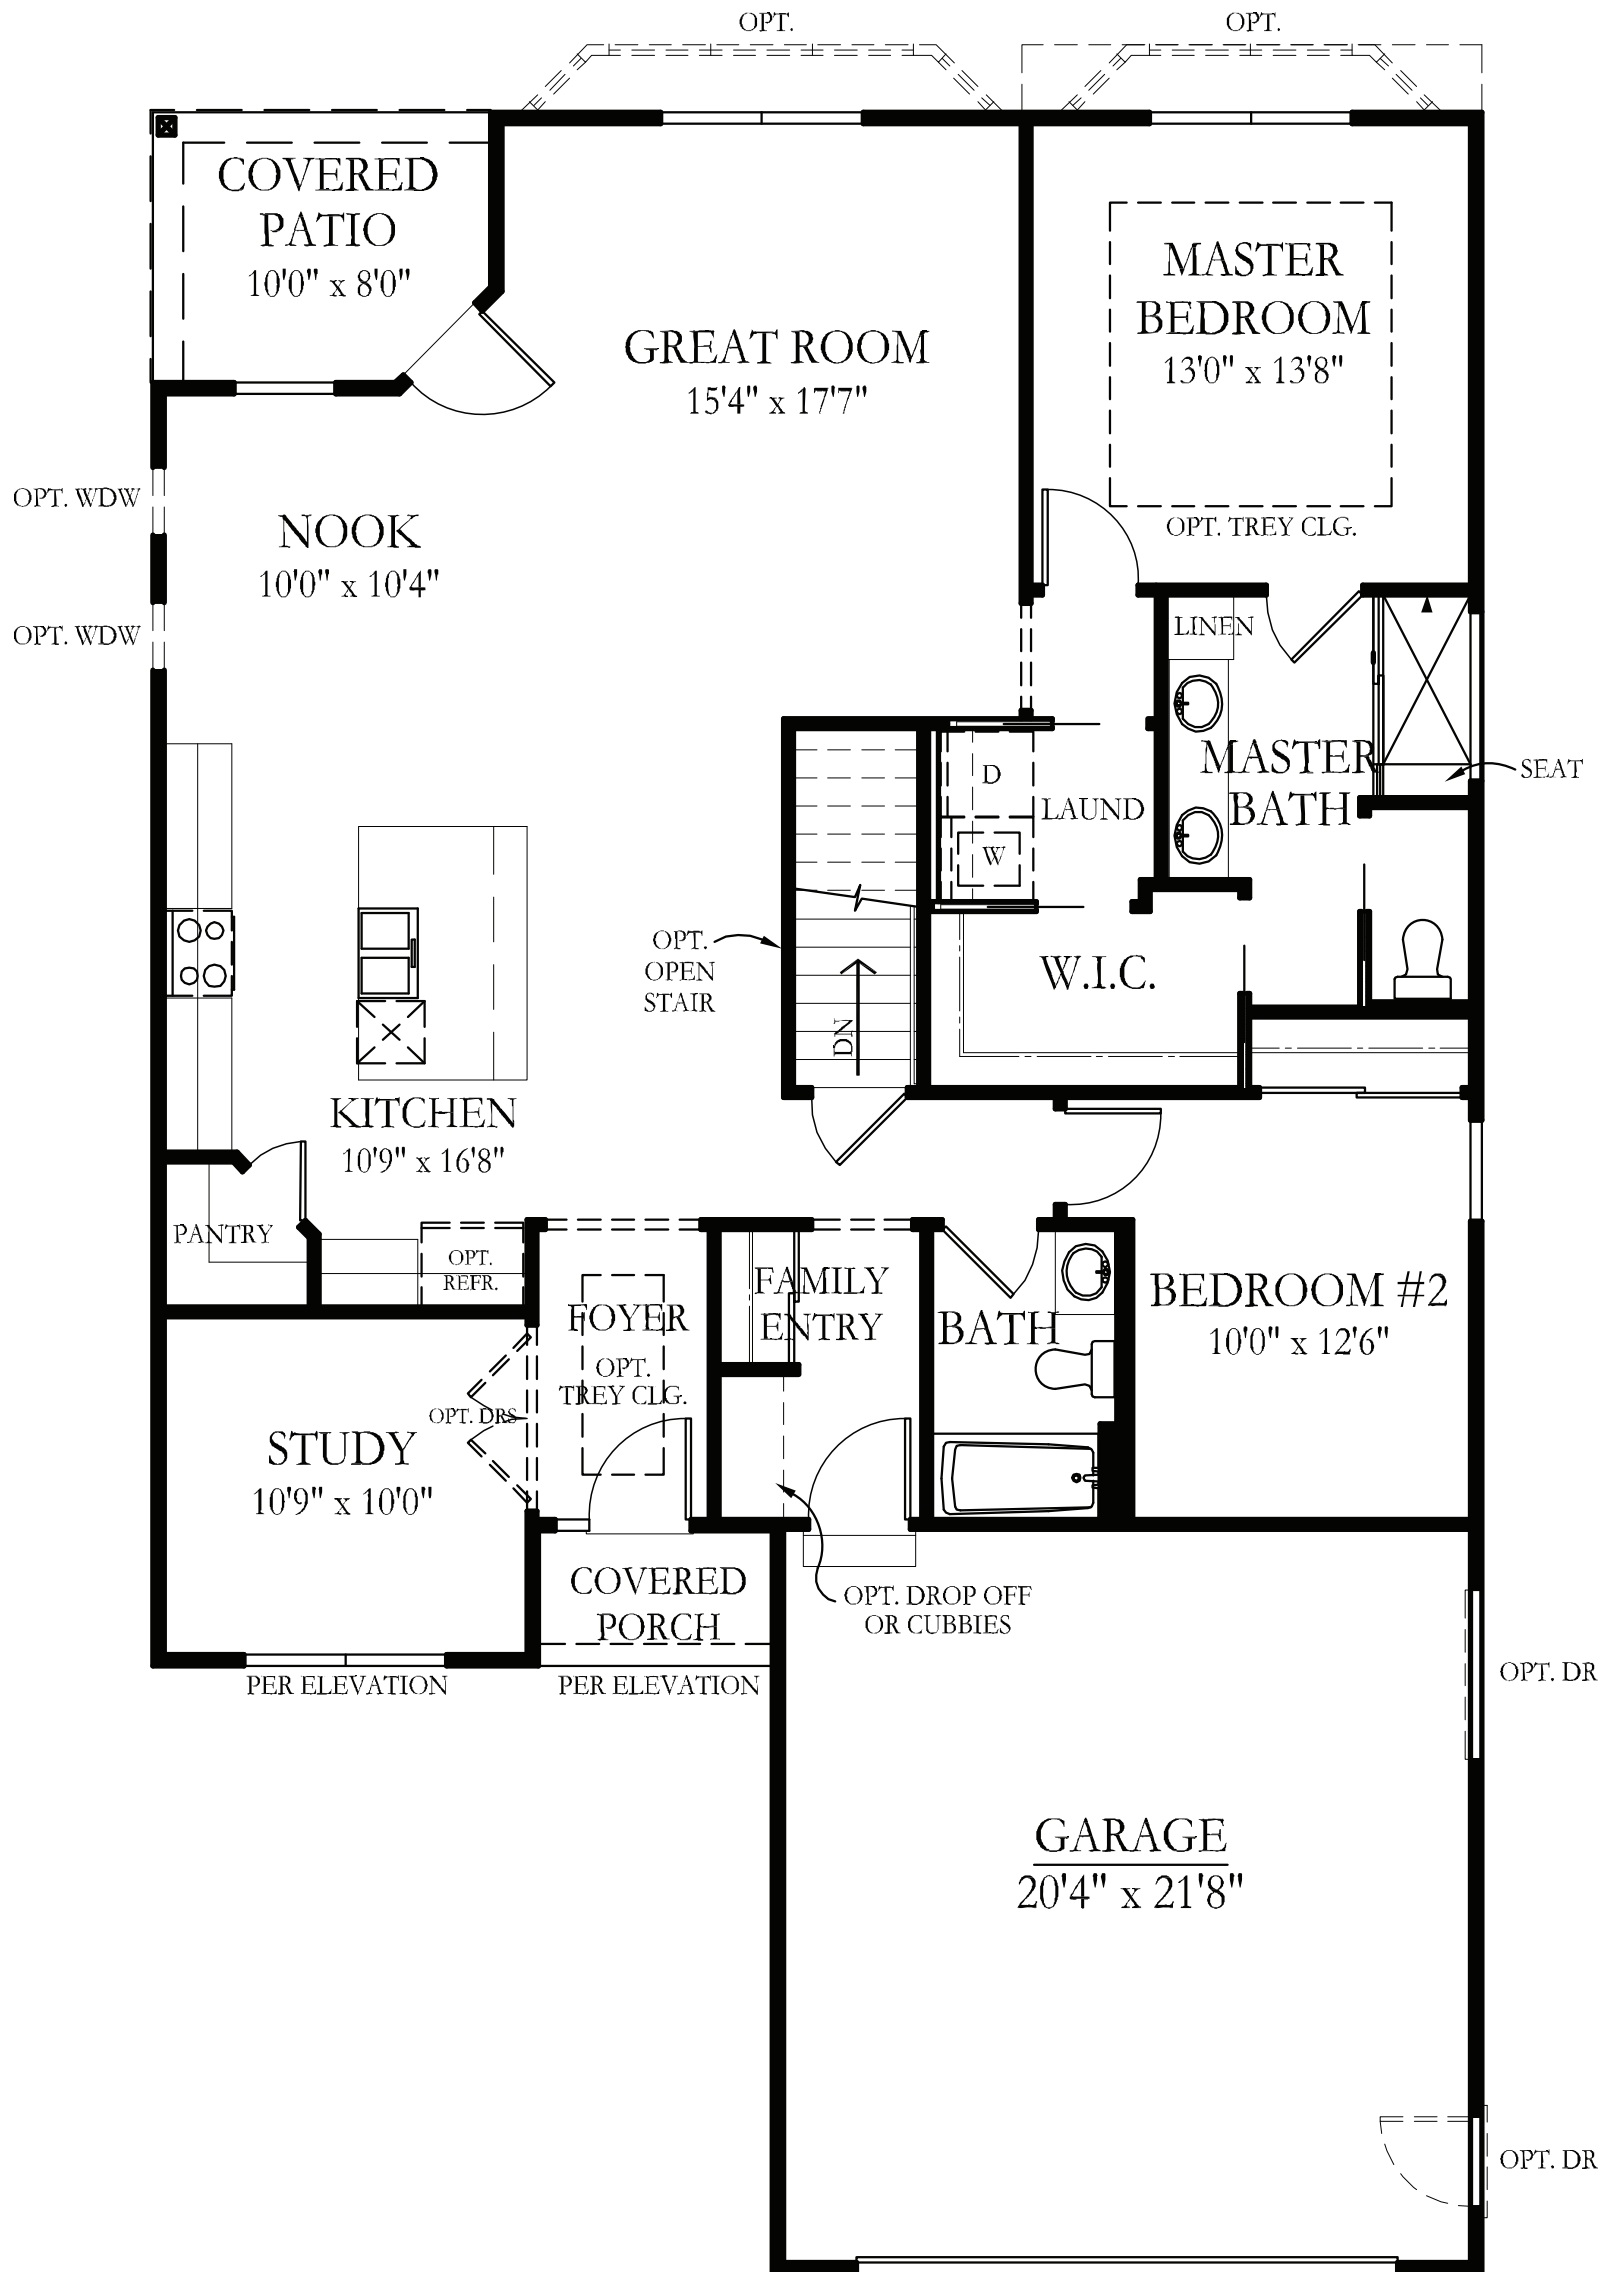 OPT.
OPT.
COVERED
PATIO
10'0" x 8'0"
GREAT ROOM
15'4" x 17'7"
MASTER
BEDROOM
13'0" x 13'8"
OPT. TREY CLG.
OPT. WDW
NOOK
10'0" x 10'4"
OPT. WDW
LINEN
MASTER
BATH
SEAT
D
LAUND
W
OPT.
OPEN
STAIR
DN
W.I.C.
KITCHEN
10'9" x 16'8"
PANTRY
OPT.
REFR.
FOYER
OPT.
TREY CLG.
FAMILY
ENTRY
BATH
BEDROOM #2
10'0" x 12'6"
OPT. DRS
STUDY
10'9" x 10'0"
COVERED
PORCH
OPT. DROP OFF
OR CUBBIES
PER ELEVATION
PER ELEVATION
OPT. DR
GARAGE
20'4" x 21'8"
OPT. DR